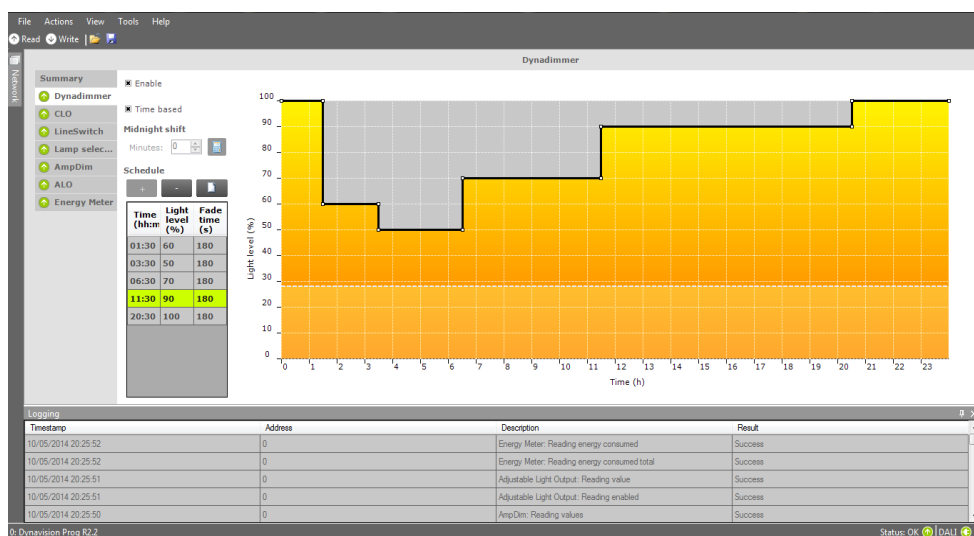 File Actions View Tools Help
Read Write
Network
Dynadimmer
Summary
Dynadimmer
CLO
LineSwitch
Lamp selec...
AmpDim
ALO
Energy Meter
Enable
Time based
Midnight shift
Minutes: 0
Schedule
+ -
Time (hh:m Light level (%) Fade time (s)
01:30 60 180
03:30 50 180
06:30 70 180
11:30 90 180
20:30 100 180
Light level (%)
100
90
80
70
60
50
40
30
20
10
0
0 1 2 3 4 5 6 7 8 9 10 11 12 13 14 15 16 17 18 19 20 21 22 23
Time (h)
Logging
Timestamp Address Description Result
10/05/2014 20:25:52 0 Energy Meter: Reading energy consumed Success
10/05/2014 20:25:52 0 Energy Meter: Reading energy consumed total Success
10/05/2014 20:25:51 0 Adjustable Light Output: Reading value Success
10/05/2014 20:25:51 0 Adjustable Light Output: Reading enabled Success
10/05/2014 20:25:50 0 AmpDim: Reading values Success
0: Dynavision Prog R2.2 Status: OK DALI